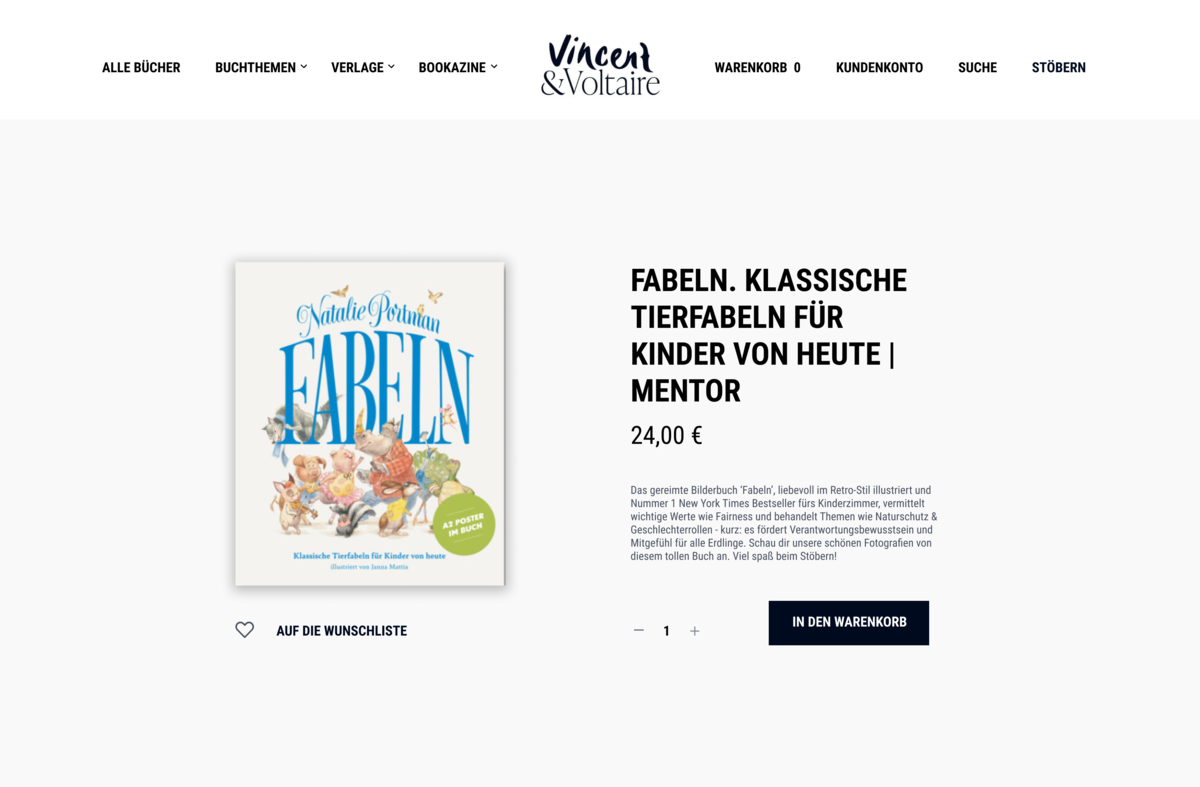 ALLE BÜCHER
BUCHTHEMEN
VERLAGE
BOOKAZINE
Vincent
&Voltaire
WARENKORB 0
KUNDENKONTO
SUCHE
STÖBERN
Natalie Portman
FABELN
A2 POSTER
IM BUCH
Klassische Tierfabeln für Kinder von heute
illustriert von Janna Mattia
AUF DIE WUNSCHLISTE
FABELN. KLASSISCHE
TIERFABELN FÜR
KINDER VON HEUTE |
MENTOR
24,00 €
Das gereimte Bilderbuch ‘Fabeln’, liebevoll im Retro-Stil illustriert und
Nummer 1 New York Times Bestseller fürs Kinderzimmer, vermittelt
wichtige Werte wie Fairness und behandelt Themen wie Naturschutz &
Geschlechterrollen - kurz: es fördert Verantwortungsbewusstsein und
Mitgefühl für alle Erdlinge. Schau dir unsere schönen Fotografien von
diesem tollen Buch an. Viel spaß beim Stöbern!
— 1 +
IN DEN WARENKORB